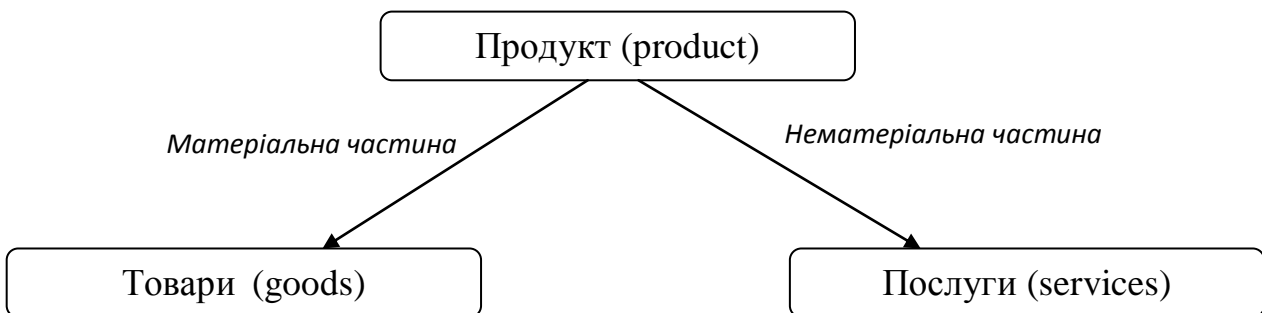 Продукт (product)
Матеріальна частина
Нематеріальна частина
Товари (goods)
Послуги (services)